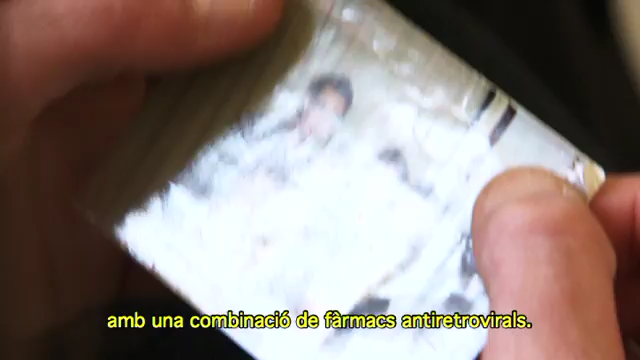 amb una combinació de fàrmacs antiretrovirals.